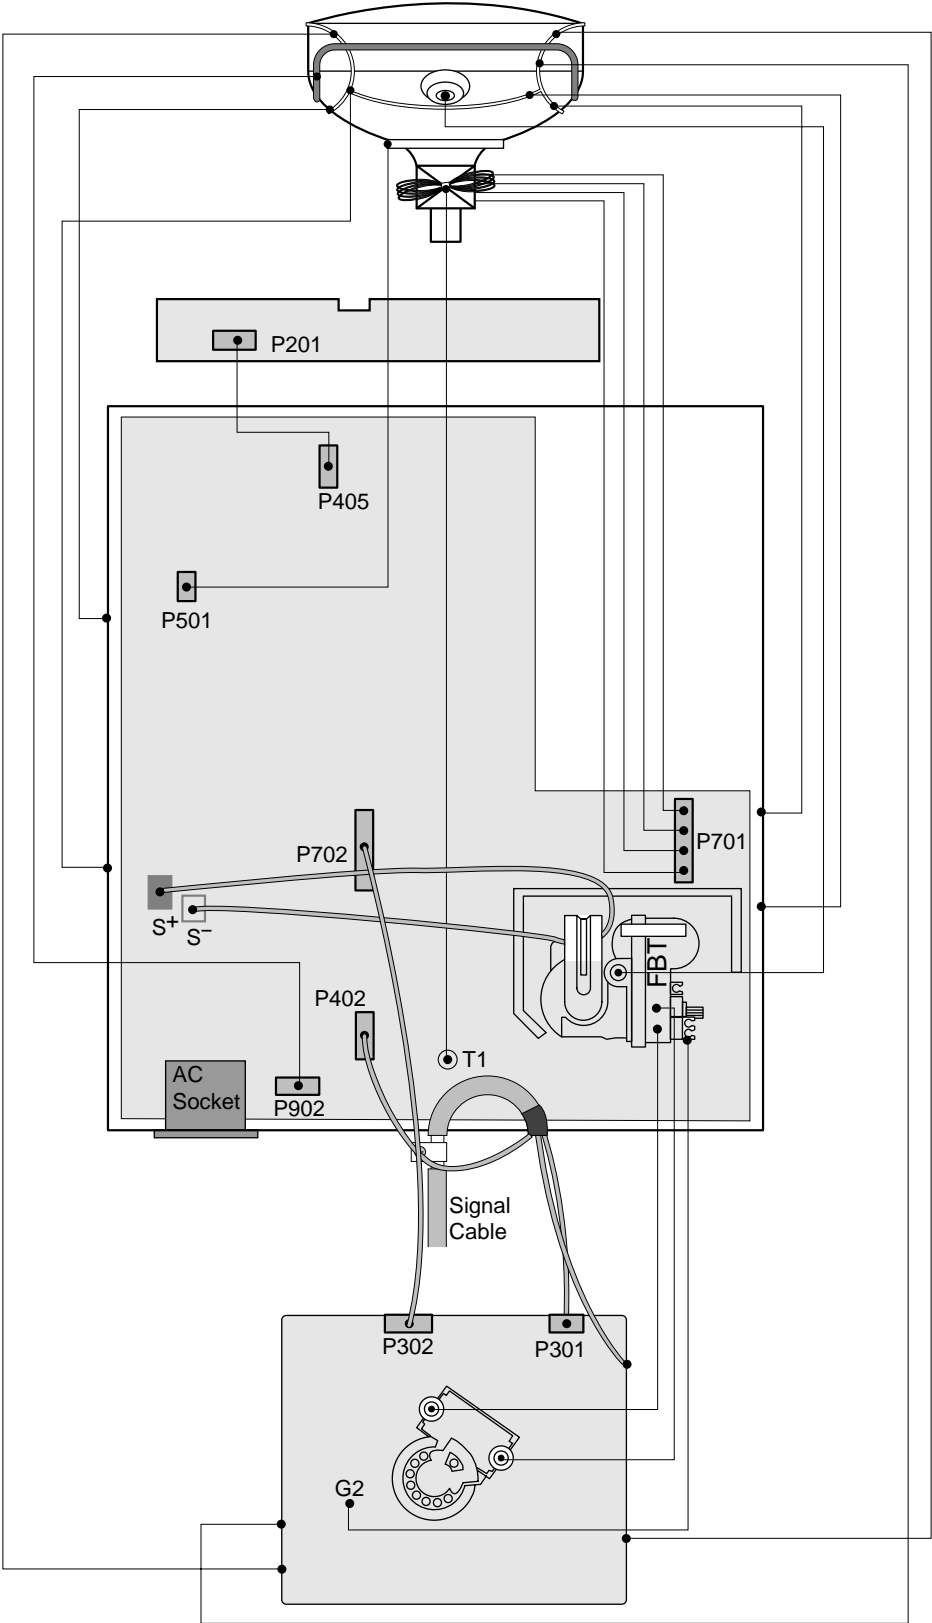 P201
P405
P501
P701
P702
S+
S–
FBT
P402
T1
AC
Socket
P902
Signal
Cable
P302
P301
G2